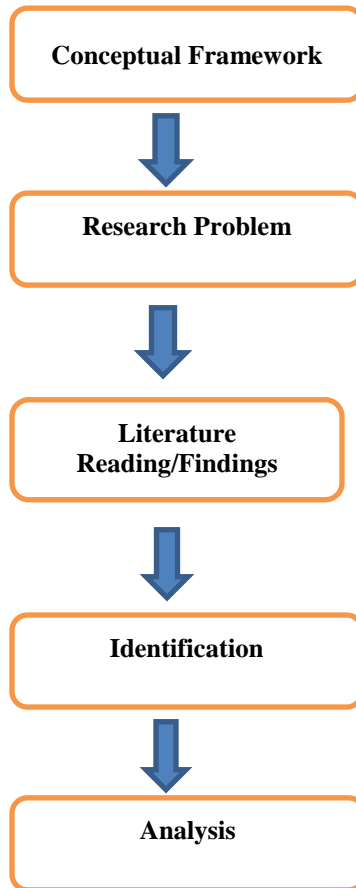 Conceptual Framework
Research Problem
Literature
Reading/Findings
Identification
Analysis